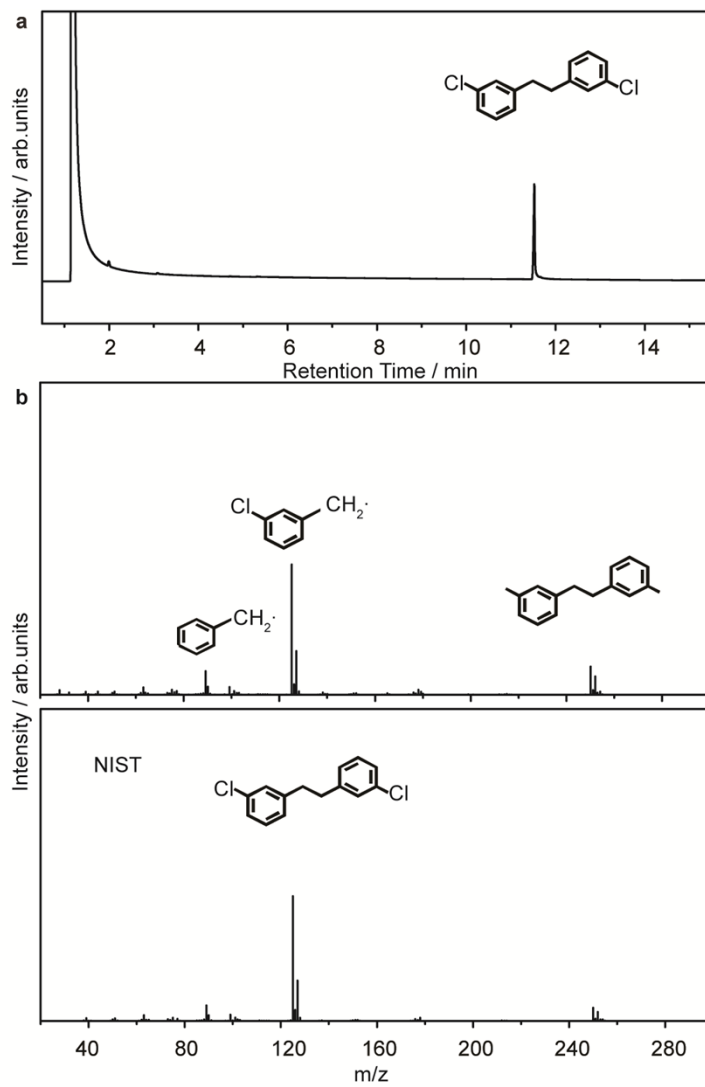 a
Cl
Cl
Intensity / arb.units
2 4 6 8 10 12 14
Retention Time / min
b
Cl
CH2·
CH2·
Intensity / arb.units
NIST
Cl
Cl
40 80 120 160 200 240 280
m/z